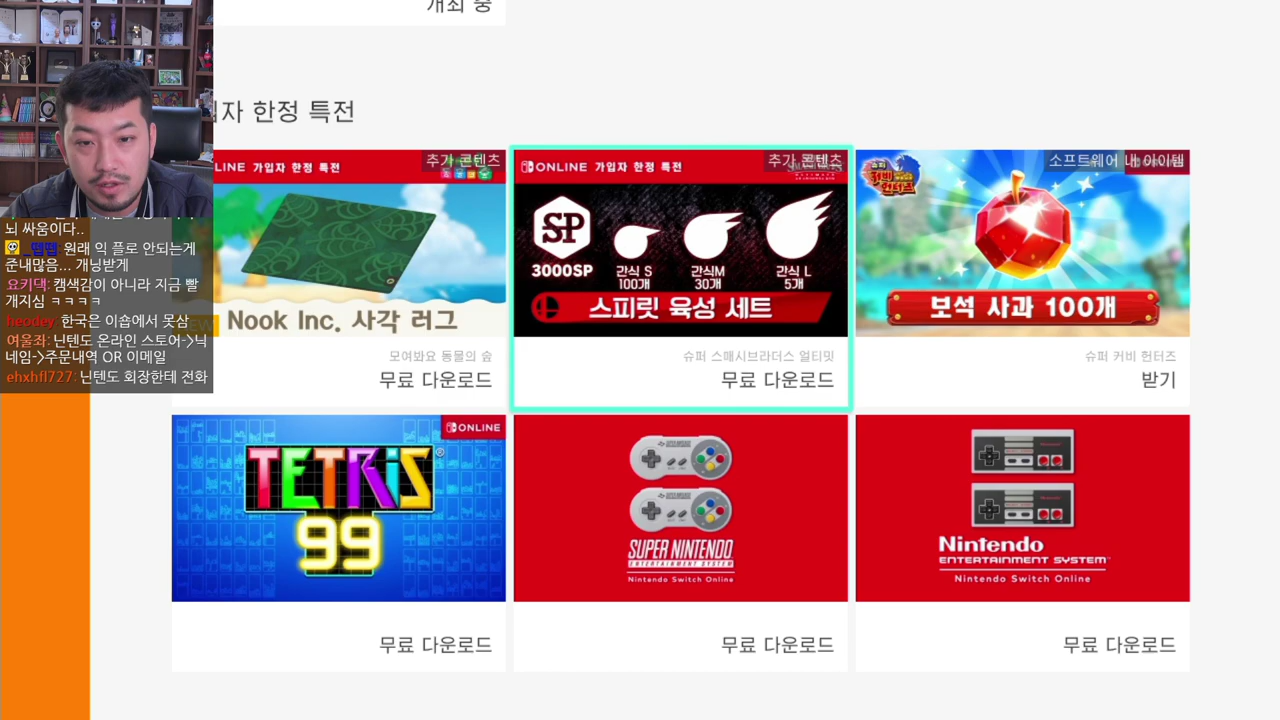 개최 중
입자 한정 특전
LINE 가입자 한정 특전
추가 콘텐츠
Nook Inc. 사각 러그
모여봐요 동물의 숲
무료 다운로드
ONLINE 가입자 한정 특전
추가 콘텐츠
SP
3000SP
간식 S
100개
간식M
30개
간식 L
5개
스피릿 육성 세트
슈퍼 스매시브라더스 얼티밋
무료 다운로드
소프트웨어 내 아이템
슈퍼
커비
헌터즈
보석 사과 100개
슈퍼 커비 헌터즈
받기
뇌 싸움이다..
_뗍뗍: 원래 익 플로 안되는게
준내많음... 개닝받게
요키댁: 캠색감이 아니라 지금 빨
개지심 ㅋㅋㅋㅋ
heodey: 한국은 이숍에서 못삼
여울좌: 닌텐도 온라인 스토어->닉
네임->주문내역 OR 이메일
ehxhfl727: 닌텐도 회장한테 전화
ONLINE
TETRIS
99
무료 다운로드
SUPER NINTENDO
ENTERTAINMENT SYSTEM
Nintendo Switch Online
무료 다운로드
Nintendo
ENTERTAINMENT SYSTEM™
Nintendo Switch Online
무료 다운로드